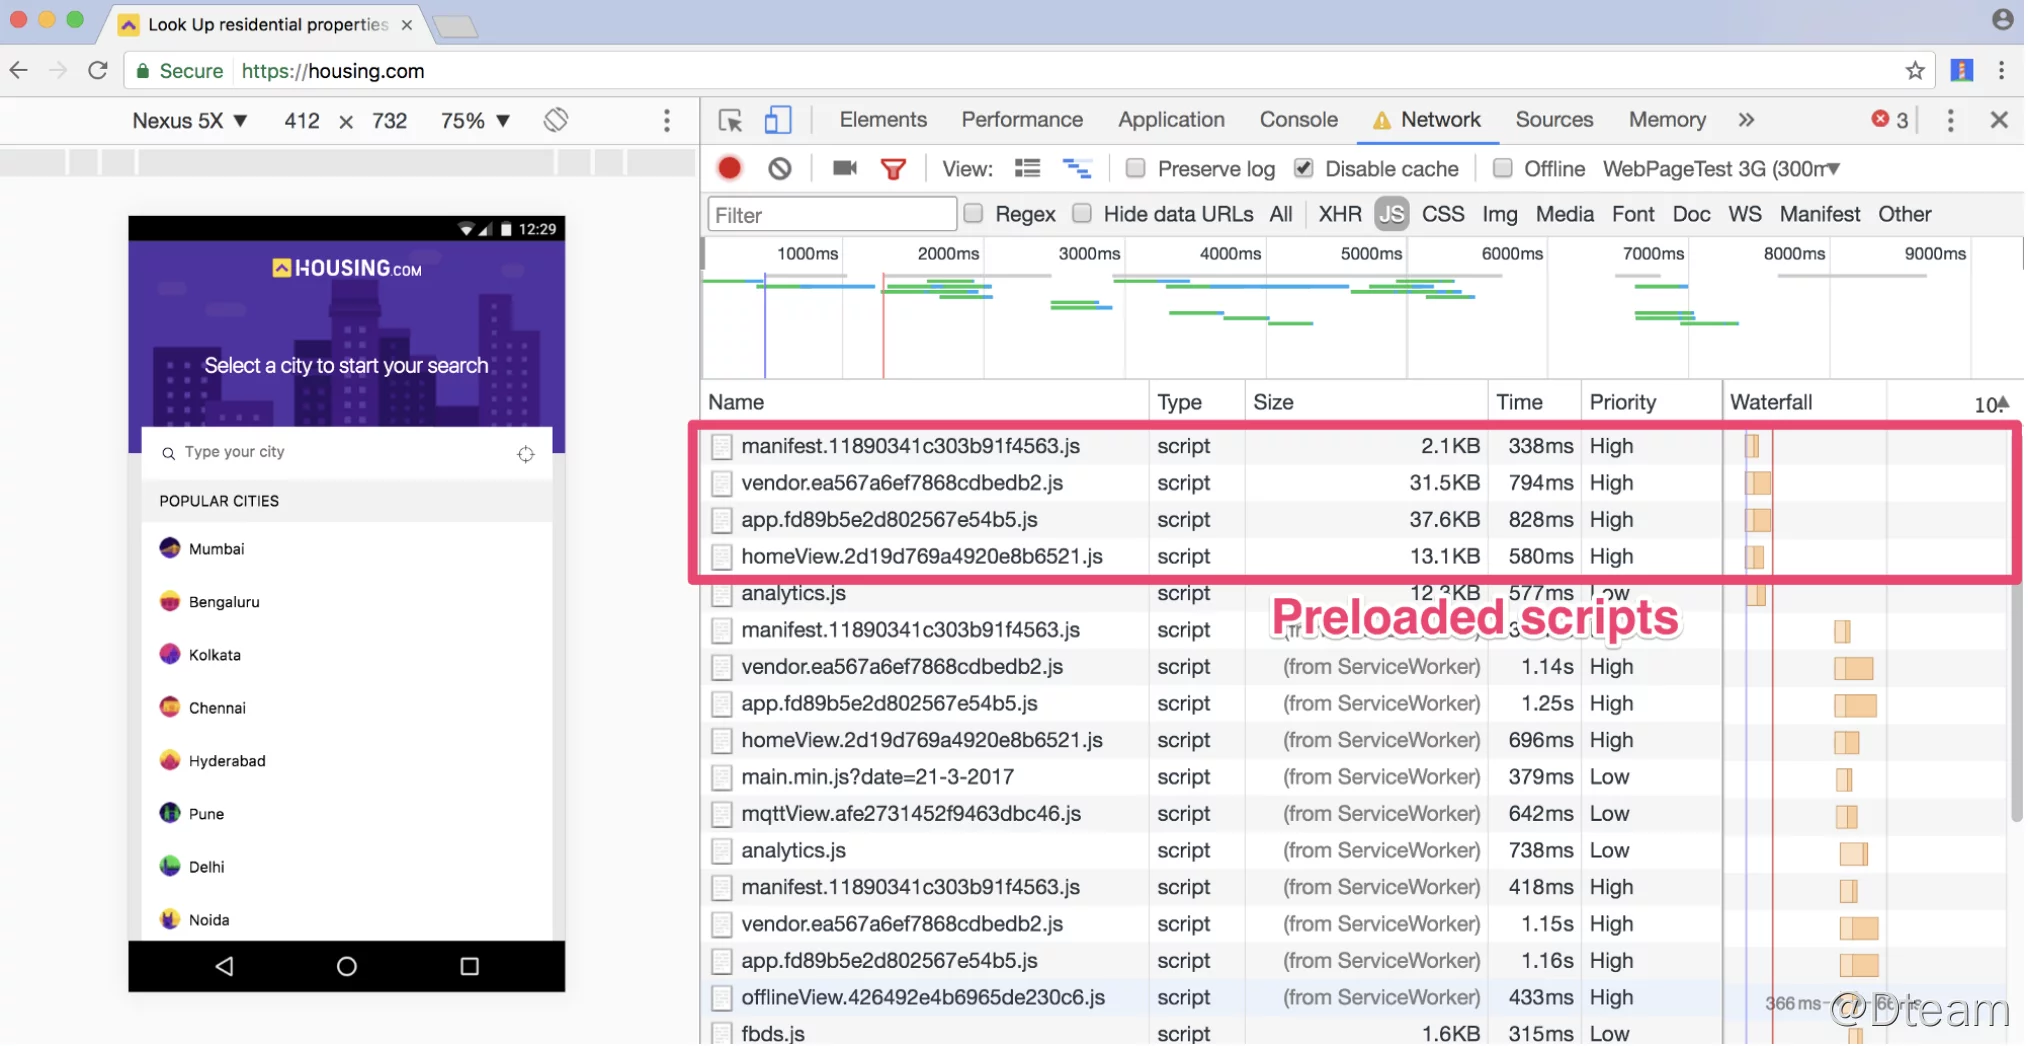 Look Up residential properties
Secure https://housing.com
Nexus 5X ▼ 412 × 732 75% ▼
Elements Performance Application Console Network Sources Memory » 3
View: Preserve log Disable cache Offline WebPageTest 3G (300m
Filter Regex Hide data URLs All XHR JS CSS Img Media Font Doc WS Manifest Other
1000ms 2000ms 3000ms 4000ms 5000ms 6000ms 7000ms 8000ms 9000ms
12:29
HOUSING.COM
Select a city to start your search
Type your city
POPULAR CITIES
Mumbai
Bengaluru
Kolkata
Chennai
Hyderabad
Pune
Delhi
Noida
Name Type Size Time Priority Waterfall 10.
manifest.11890341c303b91f4563.js script 2.1KB 338ms High
vendor.ea567a6ef7868cdbedb2.js script 31.5KB 794ms High
app.fd89b5e2d802567e54b5.js script 37.6KB 828ms High
homeView.2d19d769a4920e8b6521.js script 13.1KB 580ms High
analytics.js script 12.3KB 577ms Low
Preloaded scripts
manifest.11890341c303b91f4563.js script
vendor.ea567a6ef7868cdbedb2.js script (from ServiceWorker) 1.14s High
app.fd89b5e2d802567e54b5.js script (from ServiceWorker) 1.25s High
homeView.2d19d769a4920e8b6521.js script (from ServiceWorker) 696ms High
main.min.js?date=21-3-2017 script (from ServiceWorker) 379ms Low
mqttView.afe2731452f9463dbc46.js script (from ServiceWorker) 642ms Low
analytics.js script (from ServiceWorker) 738ms Low
manifest.11890341c303b91f4563.js script (from ServiceWorker) 418ms High
vendor.ea567a6ef7868cdbedb2.js script (from ServiceWorker) 1.15s High
app.fd89b5e2d802567e54b5.js script (from ServiceWorker) 1.16s High
offlineView.426492e4b6965de230c6.js script (from ServiceWorker) 433ms High 366 ms
fbds.js script 1.6KB 315ms Low
@Dteam